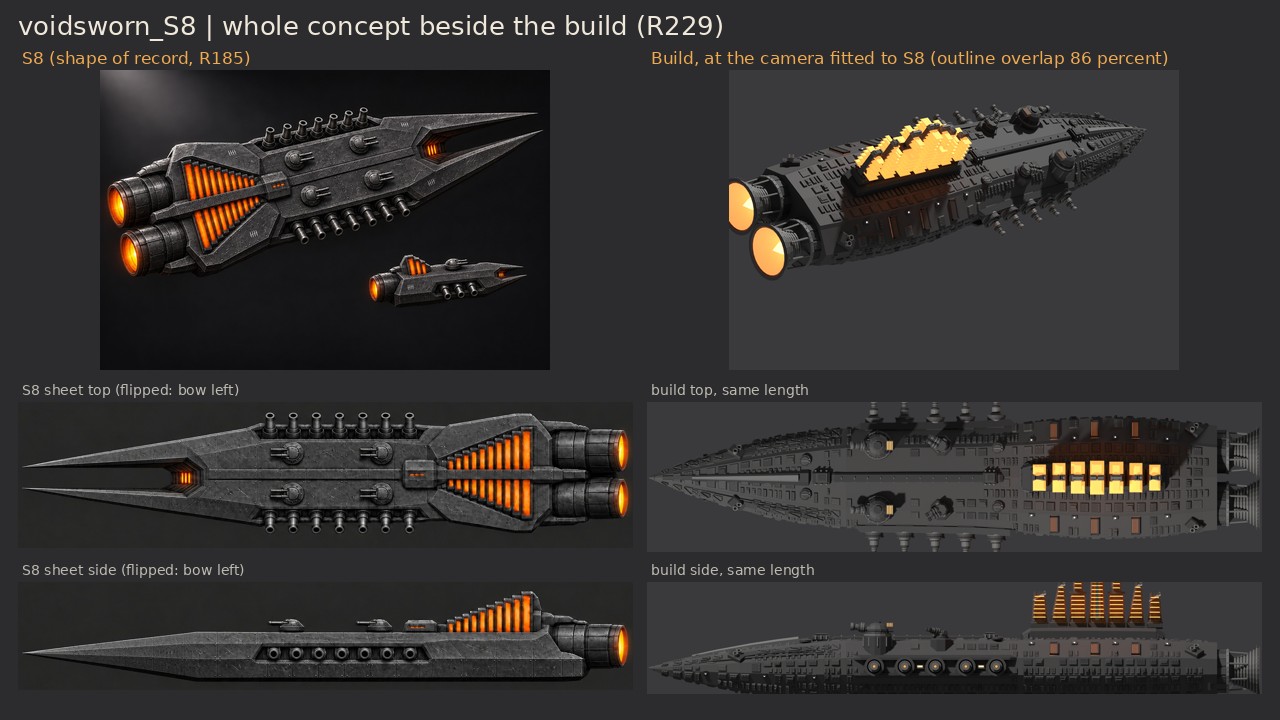 voidsworn_S8 | whole concept beside the build (R229)
S8 (shape of record, R185)
Build, at the camera fitted to S8 (outline overlap 86 percent)
S8 sheet top (flipped: bow left)
build top, same length
S8 sheet side (flipped: bow left)
build side, same length